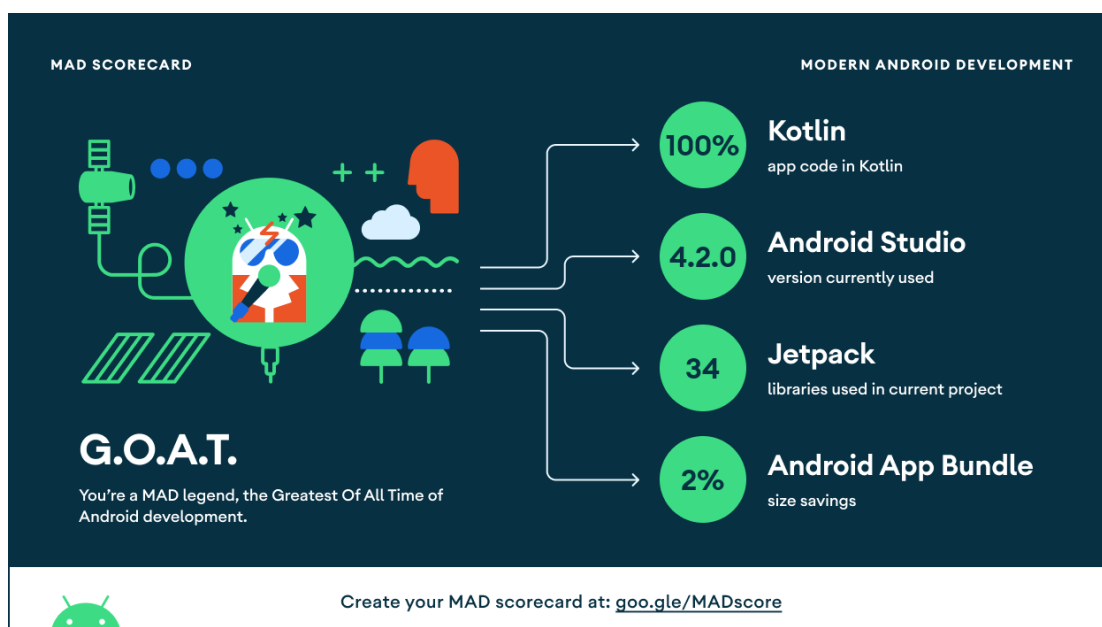 MAD SCORECARD
MODERN ANDROID DEVELOPMENT
100%
Kotlin
app code in Kotlin
4.2.0
Android Studio
version currently used
34
Jetpack
libraries used in current project
2%
Android App Bundle
size savings
G.O.A.T.
You’re a MAD legend, the Greatest Of All Time of
Android development.
Create your MAD scorecard at: goo.gle/MADscore